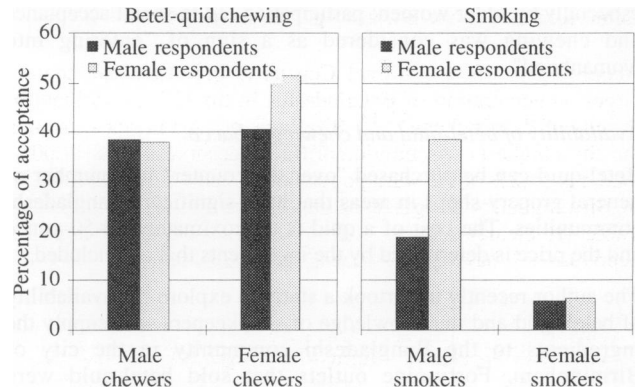 Betel-quid chewing Smoking
Male respondents Male respondents
Female respondents Female respondents
Percentage of acceptance
60
50
40
30
20
10
0
Male chewers
Female chewers
Male smokers
Female smokers